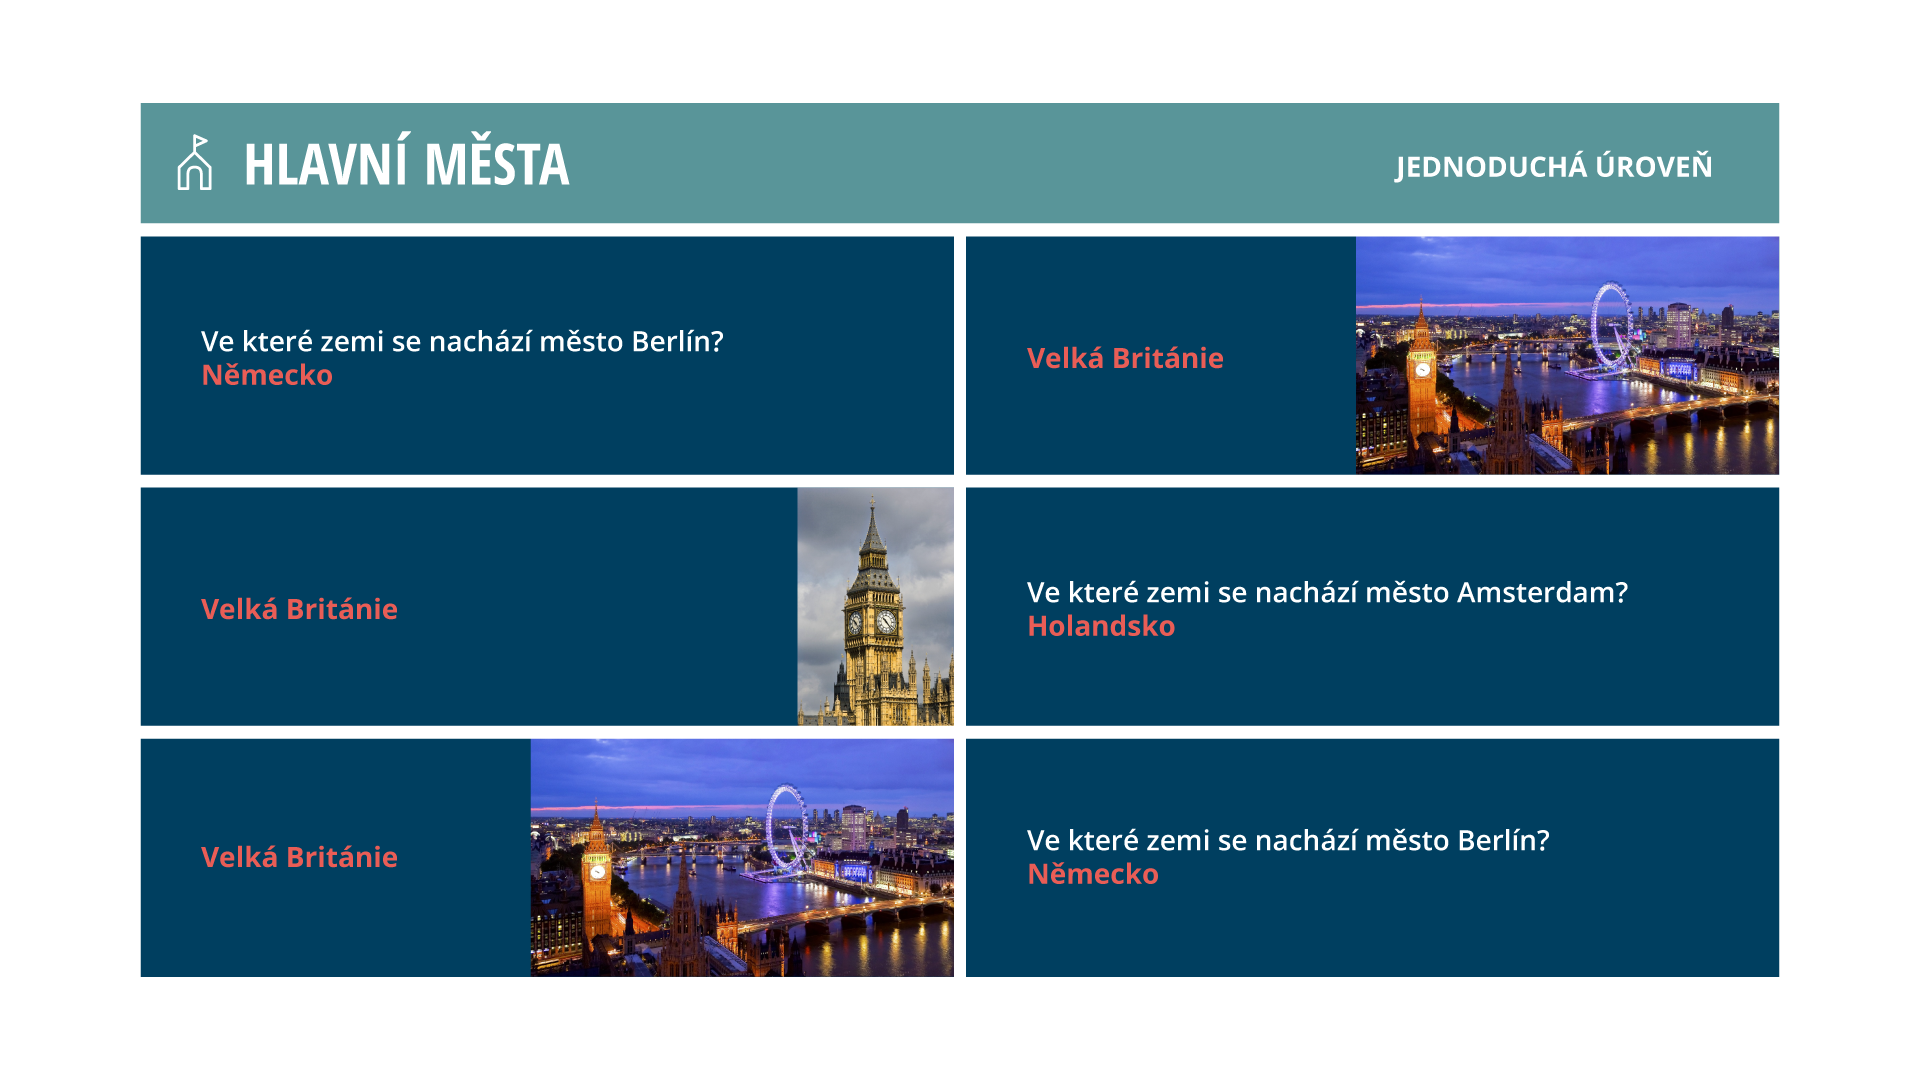 HLAVNÍ MĚSTA
JEDNODUCHÁ ÚROVEŇ
Ve které zemi se nachází město Berlín?
Německo
Velká Británie
Velká Británie
Ve které zemi se nachází město Amsterdam?
Holandsko
Velká Británie
Ve které zemi se nachází město Berlín?
Německo